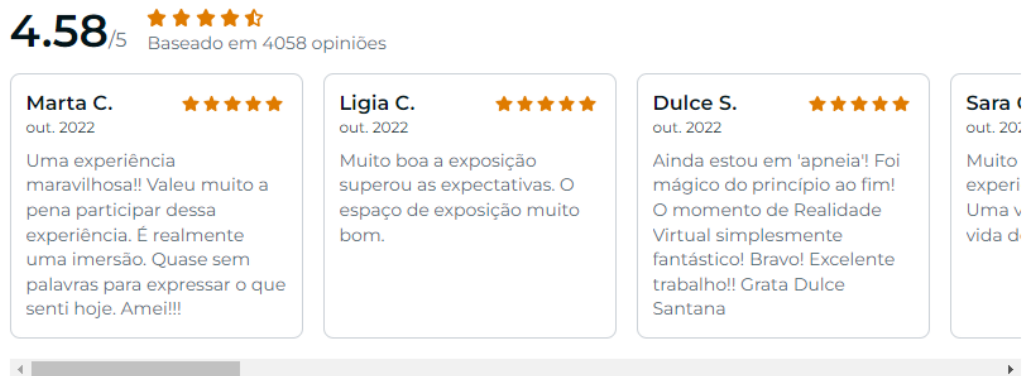 4.58/5
Baseado em 4058 opiniões
Marta C.
out. 2022
Uma experiência
maravilhosa!! Valeu muito a
pena participar dessa
experiência. É realmente
uma imersão. Quase sem
palavras para expressar o que
senti hoje. Amei!!!
Ligia C.
out. 2022
Muito boa a exposição
superou as expectativas. O
espaço de exposição muito
bom.
Dulce S.
out. 2022
Ainda estou em 'apneia'! Foi
mágico do princípio ao fim!
O momento de Realidade
Virtual simplesmente
fantástico! Bravo! Excelente
trabalho!! Grata Dulce
Santana
Sara
out.
Muito
Uma
vida